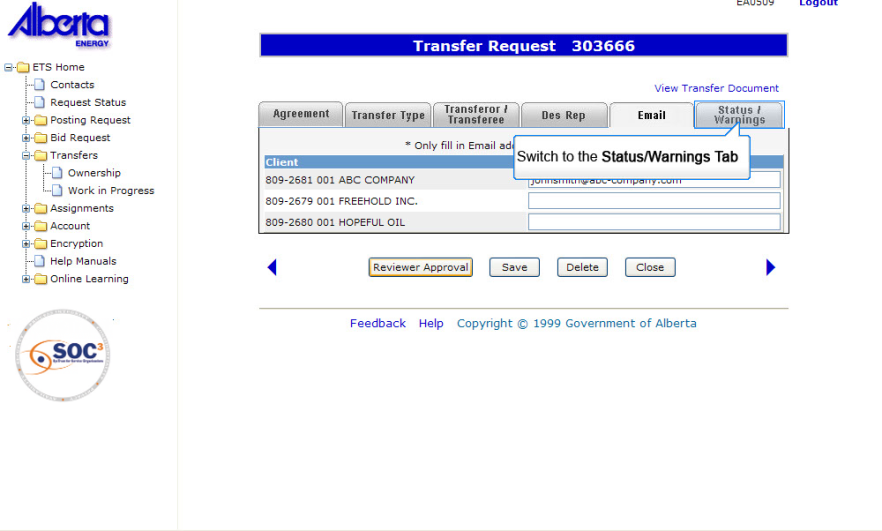 EA0509 Logout
Alberta
ENERGY
ETS Home
Contacts
Request Status
Posting Request
Bid Request
Transfers
Ownership
Work in Progress
Assignments
Account
Encryption
Help Manuals
Online Learning
SOC3
Transfer Request 303666
View Transfer Document
Agreement
Transfer Type
Transferor /
Transferee
Des Rep
Email
Status /
Warnings
* Only fill in Email
Switch to the Status/Warnings Tab
Client
809-2681 001 ABC COMPANY johnsmith@abc-company.com
809-2679 001 FREEHOLD INC.
809-2680 001 HOPEFUL OIL
Reviewer Approval Save Delete Close
Feedback Help Copyright © 1999 Government of Alberta